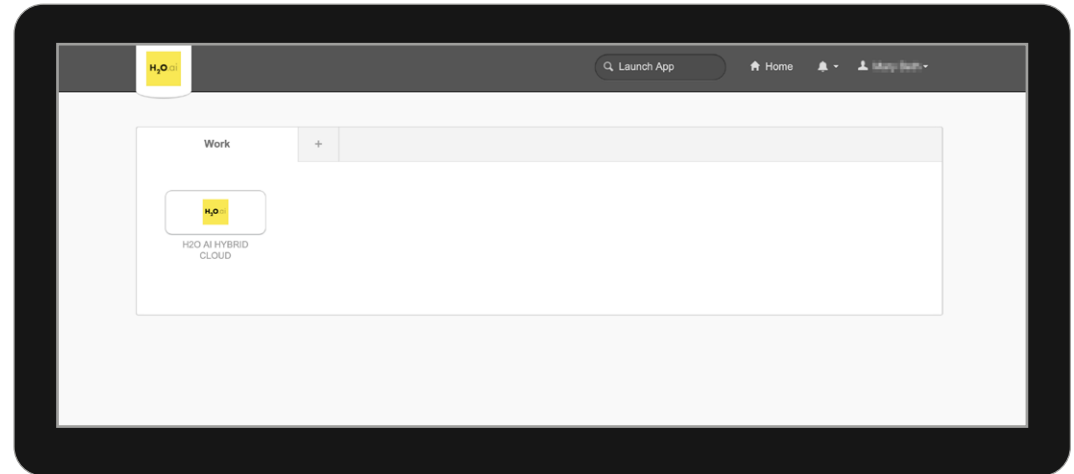 H2O.ai
Launch App
Home
Work
+
H2O.ai
H2O AI HYBRID
CLOUD